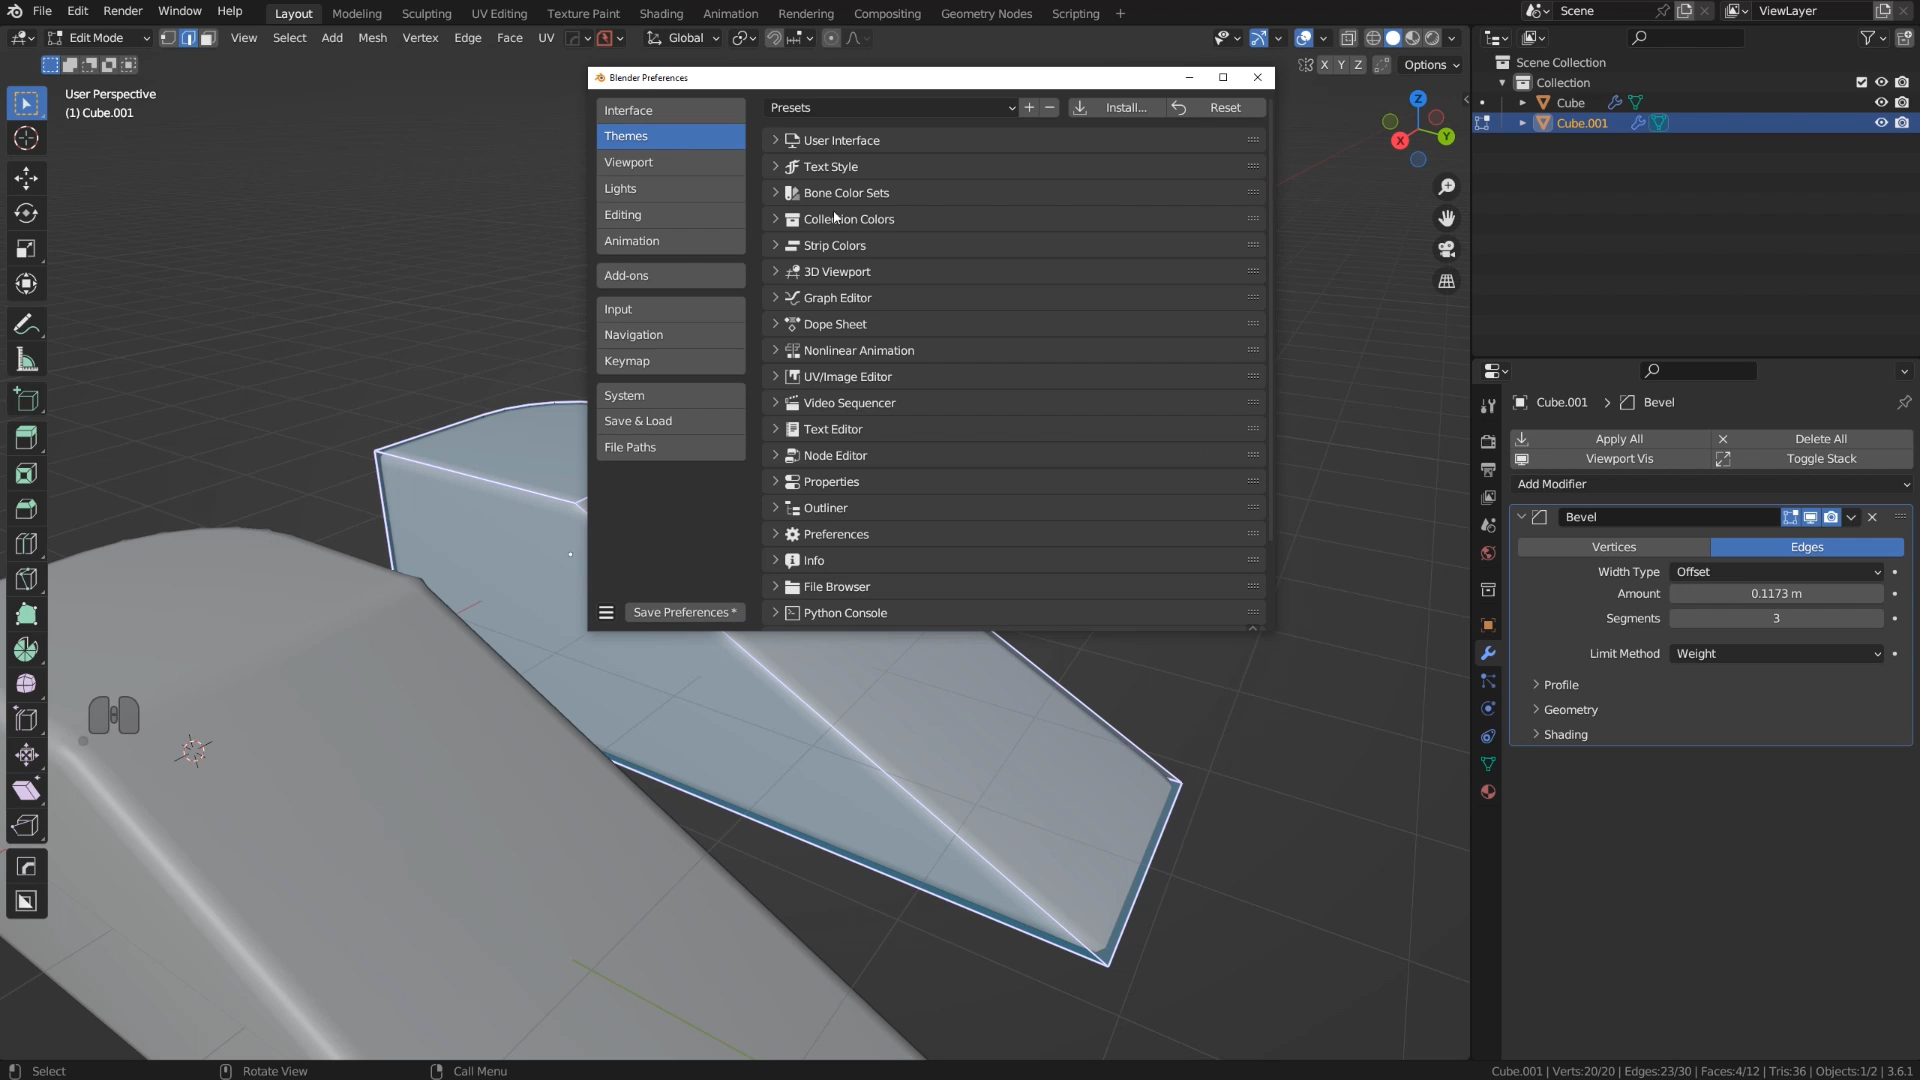 File Edit Render Window Help Layout Modeling Sculpting UV Editing Texture Paint Shading Animation Rendering Compositing Geometry Nodes Scripting + Scene ViewLayer
Edit Mode View Select Add Mesh Vertex Edge Face UV Global
X Y Z Options
User Perspective
(1) Cube.001
Z
Y
X
Blender Preferences
Interface
Themes
Viewport
Lights
Editing
Animation
Add-ons
Input
Navigation
Keymap
System
Save & Load
File Paths
Save Preferences *
Presets Install... Reset
User Interface
Text Style
Bone Color Sets
Collection Colors
Strip Colors
3D Viewport
Graph Editor
Dope Sheet
Nonlinear Animation
UV/Image Editor
Video Sequencer
Text Editor
Node Editor
Properties
Outliner
Preferences
Info
File Browser
Python Console
Scene Collection
Collection
Cube
Cube.001
Cube.001 > Bevel
Apply All Delete All
Viewport Vis Toggle Stack
Add Modifier
Bevel
Vertices Edges
Width Type Offset
Amount 0.1173 m
Segments 3
Limit Method Weight
Profile
Geometry
Shading
Select Rotate View Call Menu Cube.001 | Verts:20/20 | Edges:23/30 | Faces:4/12 | Tris:36 | Objects:1/2 | 3.6.1